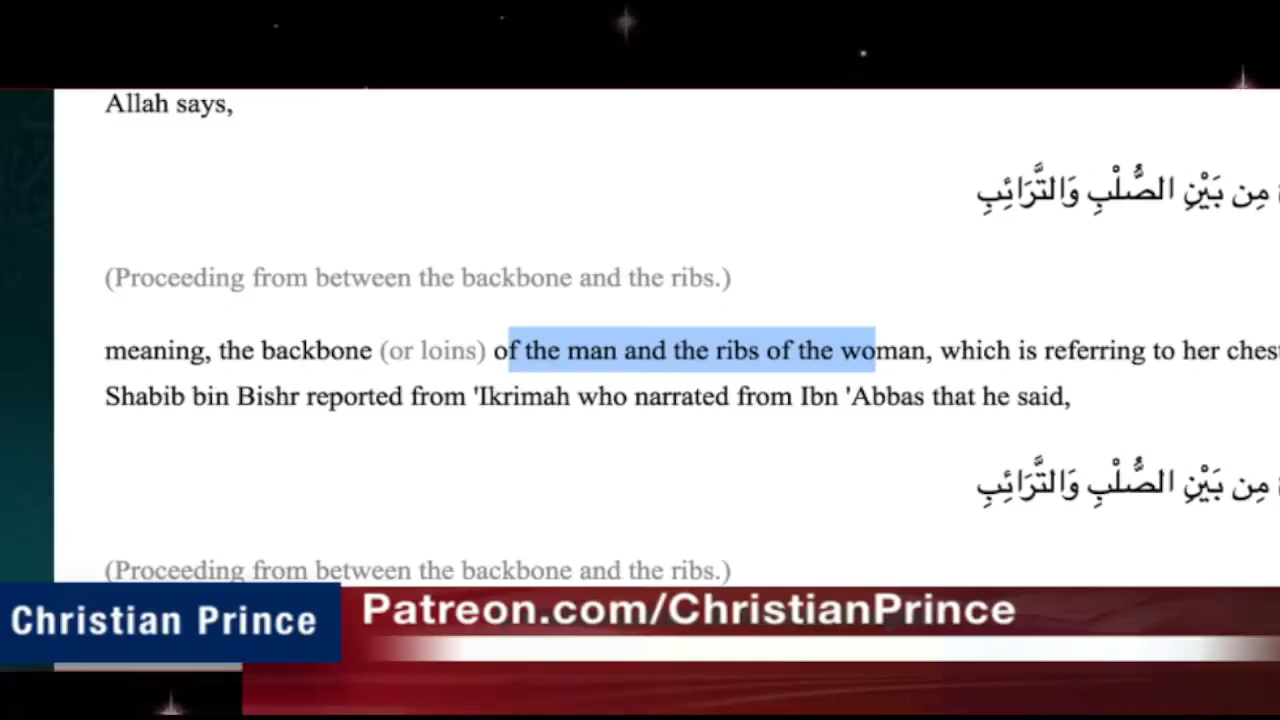 Allah says,
مِن بَيْنِ الصُّلْبِ وَالتَّرَائِبِ
(Proceeding from between the backbone and the ribs.)
meaning, the backbone (or loins) of the man and the ribs of the woman, which is referring to her chest
Shabib bin Bishr reported from 'Ikrimah who narrated from Ibn 'Abbas that he said,
مِن بَيْنِ الصُّلْبِ وَالتَّرَائِبِ
(Proceeding from between the backbone and the ribs.)
Christian Prince
Patreon.com/ChristianPrince